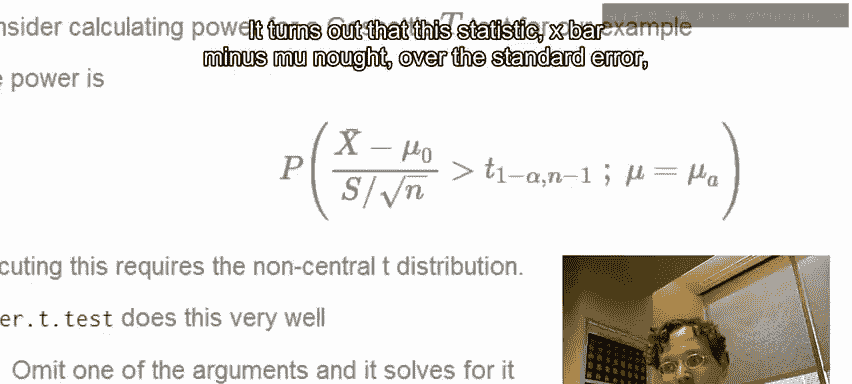 nsider calculating power
It turns out that this statistic, x bar
example
minus mu nought, over the standard error,
e power is
P( X̄ − μ₀ / S/√n > t₁₋α,ₙ₋₁ ; μ = μₐ )
cuting this requires the non-central t distribution.
er.t.test does this very well
Omit one of the arguments and it solves for it